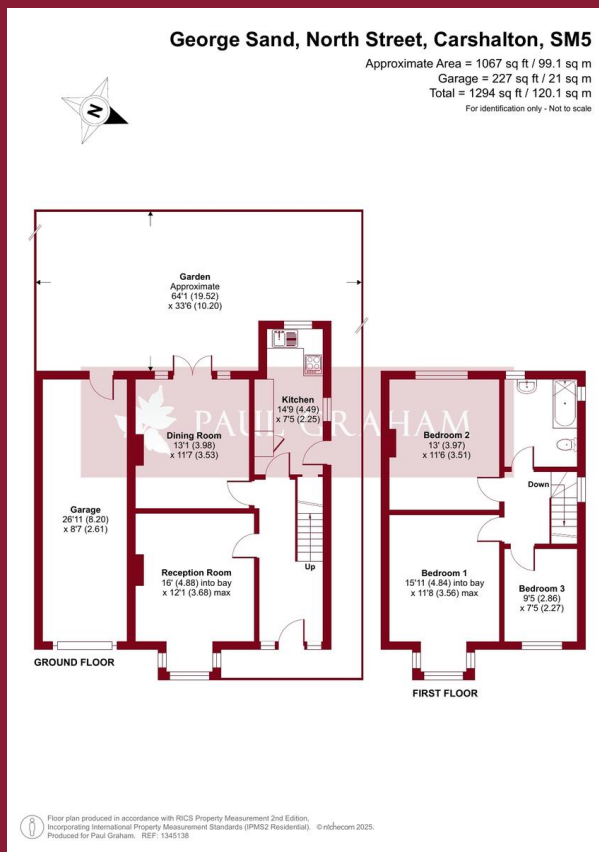 George Sand, North Street, Carshalton, SM5
Approximate Area = 1067 sq ft / 99.1 sq m
Garage = 227 sq ft / 21 sq m
Total = 1294 sq ft / 120.1 sq m
For identification only - Not to scale
N
Garden
Approximate
64'1 (19.52)
x 33'6 (10.20)
Kitchen
14'9 (4.49)
x 7'5 (2.25)
PAUL GRAHAM
Dining Room
13'1 (3.98)
x 11'7 (3.53)
Bedroom 2
13' (3.97)
x 11'6 (3.51)
Down
Garage
26'11 (8.20)
x 8'7 (2.61)
Reception Room
16' (4.88) into bay
x 12'1 (3.68) max
Up
Bedroom 1
15'11 (4.84) into bay
x 11'8 (3.56) max
Bedroom 3
9'5 (2.86)
x 7'5 (2.27)
GROUND FLOOR
FIRST FLOOR
Floor plan produced in accordance with RICS Property Measurement 2nd Edition,
Incorporating International Property Measurement Standards (IPMS2 Residential). © nichecom 2025.
Produced for Paul Graham. REF: 1345138